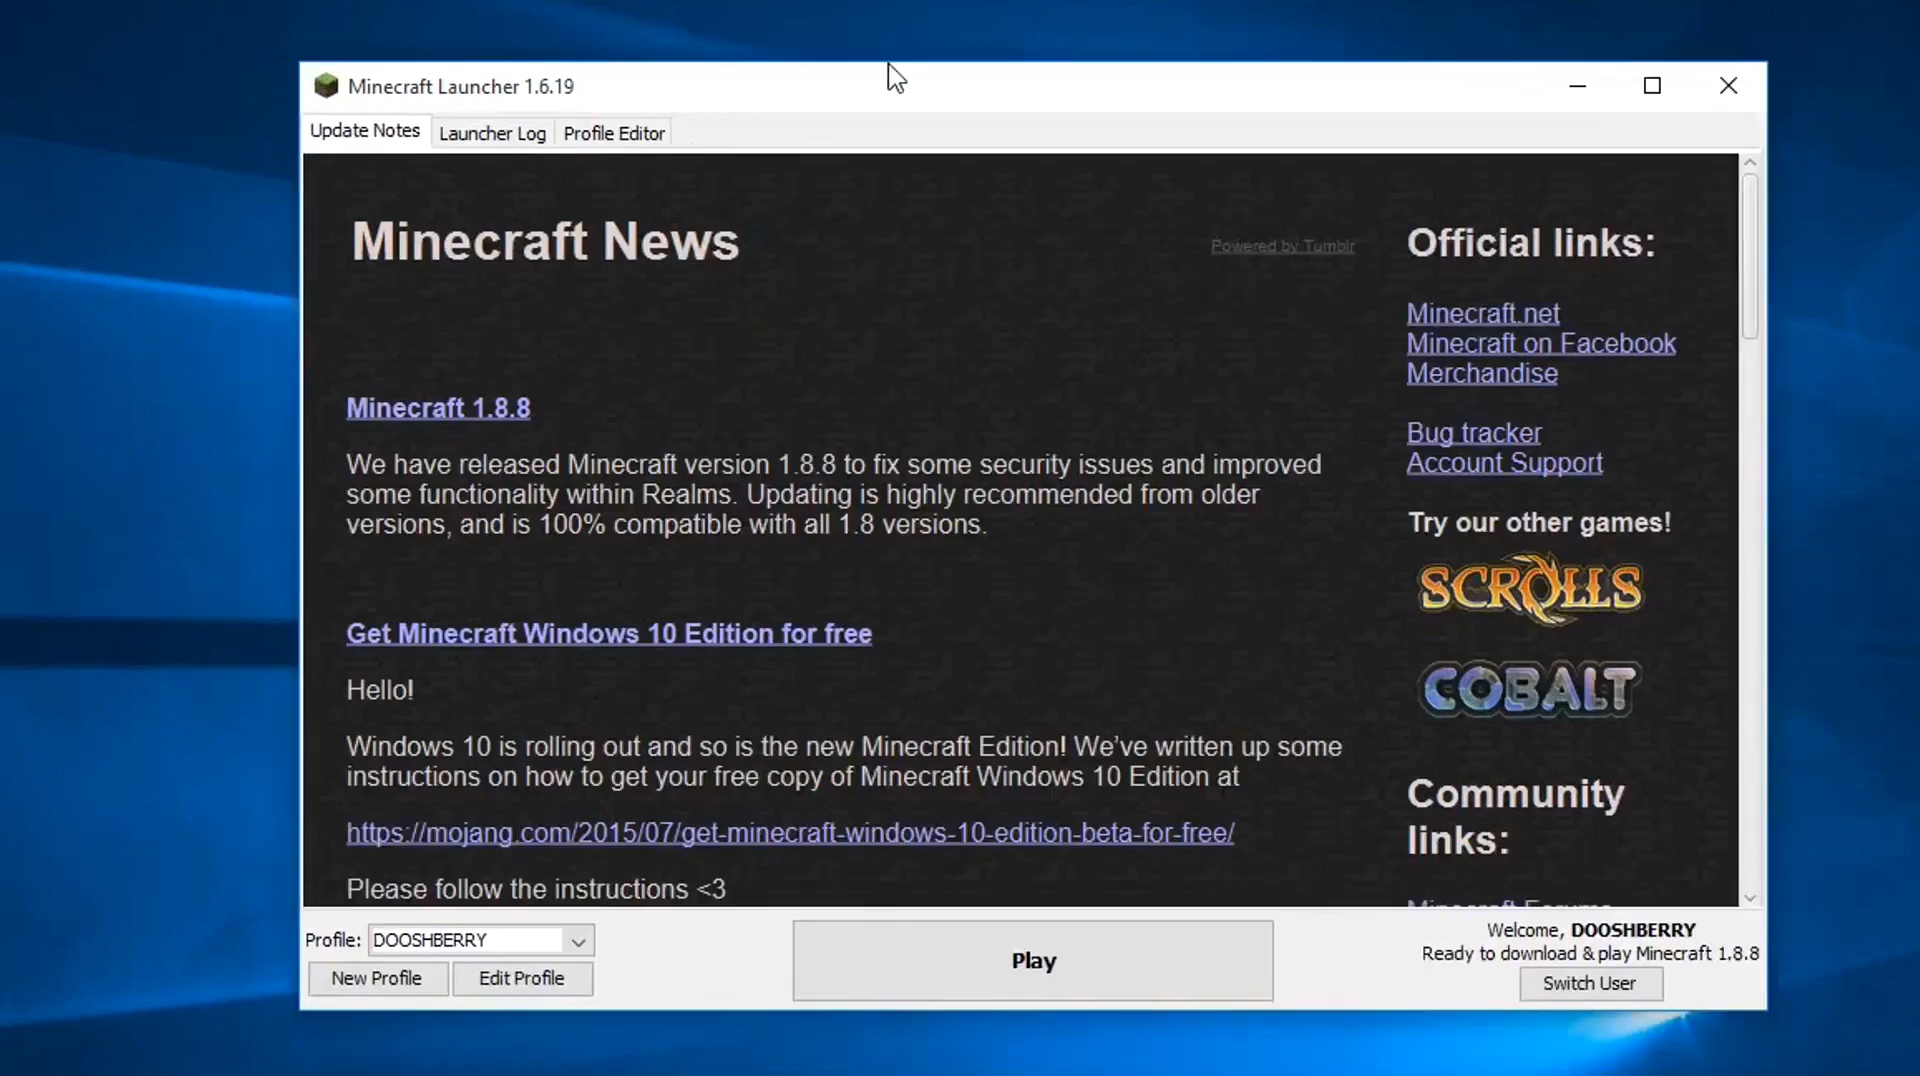 Minecraft Launcher 1.6.19
Update Notes Launcher Log Profile Editor
Minecraft News
Powered by Tumblr
Minecraft 1.8.8
We have released Minecraft version 1.8.8 to fix some security issues and improved
some functionality within Realms. Updating is highly recommended from older
versions, and is 100% compatible with all 1.8 versions.
Get Minecraft Windows 10 Edition for free
Hello!
Windows 10 is rolling out and so is the new Minecraft Edition! We’ve written up some
instructions on how to get your free copy of Minecraft Windows 10 Edition at
https://mojang.com/2015/07/get-minecraft-windows-10-edition-beta-for-free/
Please follow the instructions <3
Official links:
Minecraft.net
Minecraft on Facebook
Merchandise
Bug tracker
Account Support
Try our other games!
SCROLLS
COBALT
Community
links:
Minecraft Forums
Profile: DOOSHBERRY
New Profile Edit Profile
Play
Welcome, DOOSHBERRY
Ready to download & play Minecraft 1.8.8
Switch User